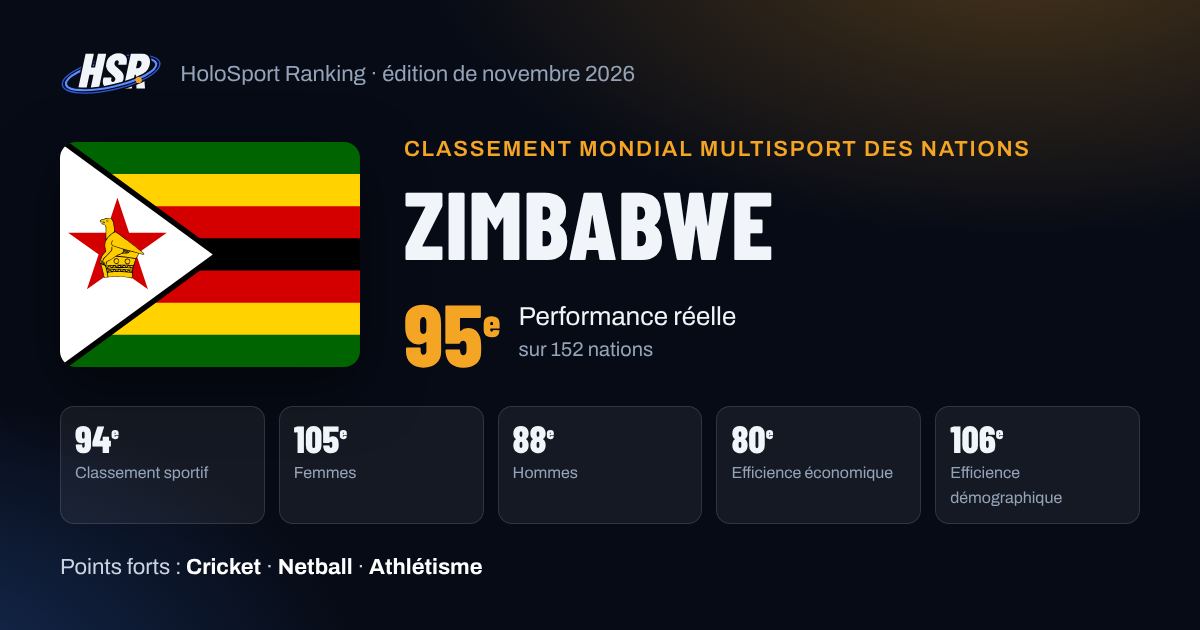 HSR
HoloSport Ranking · édition de novembre 2026
CLASSEMENT MONDIAL MULTISPORT DES NATIONS
ZIMBABWE
95e
Performance réelle
sur 152 nations
94e
Classement sportif
105e
Femmes
88e
Hommes
80e
Efficience économique
106e
Efficience
démographique
Points forts : Cricket · Netball · Athlétisme